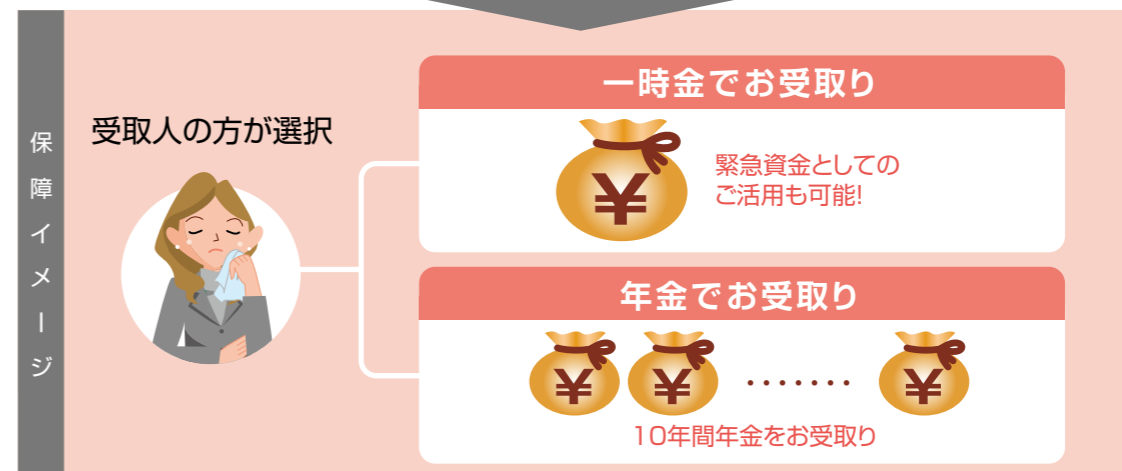 保障イメージ
受取人の方が選択
一時金でお受取り
¥
緊急資金としての
ご活用も可能!
年金でお受取り
¥ ¥ ······· ¥
10年間年金をお受取り